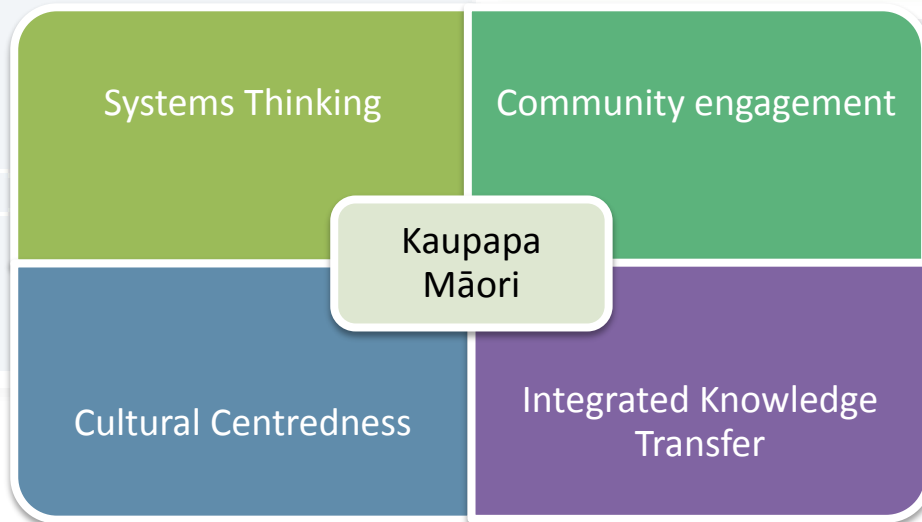 Systems Thinking
Community engagement
Kaupapa
Māori
Cultural Centredness
Integrated Knowledge
Transfer